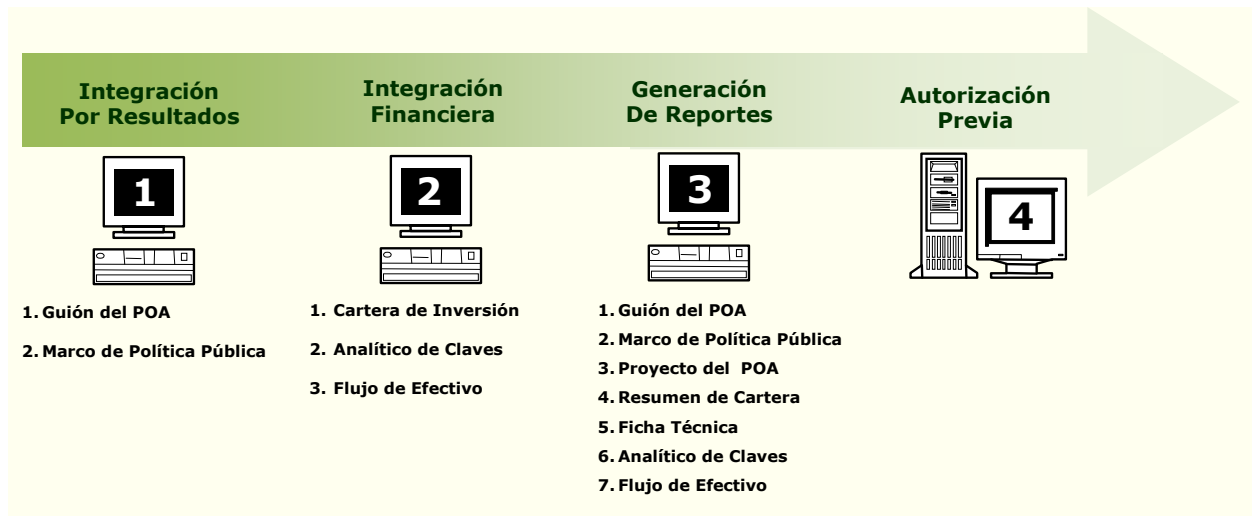 Integración
Por Resultados
Integración
Financiera
Generación
De Reportes
Autorización
Previa
1
2
3
4
1. Guión del POA
2. Marco de Política Pública
1. Cartera de Inversión
2. Analítico de Claves
3. Flujo de Efectivo
1. Guión del POA
2. Marco de Política Pública
3. Proyecto del POA
4. Resumen de Cartera
5. Ficha Técnica
6. Analítico de Claves
7. Flujo de Efectivo